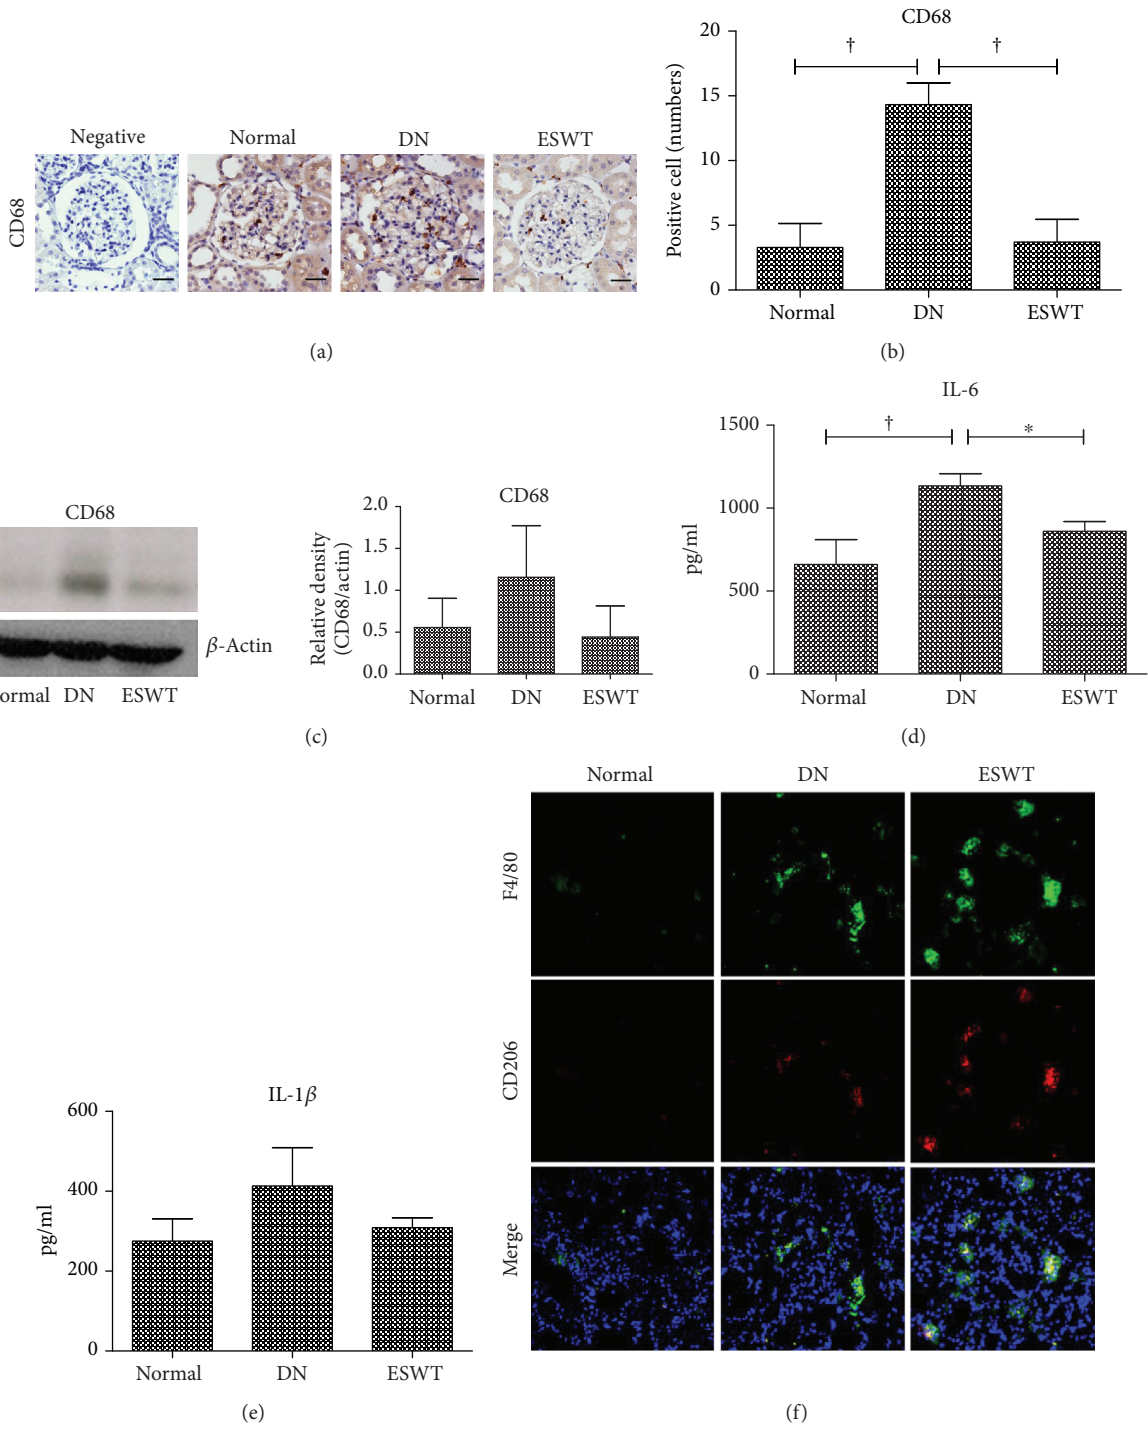 Negative
Normal
DN
ESWT
CD68
(a)
CD68
Positive cell (numbers)
20
15
10
5
0
†
†
Normal
DN
ESWT
(b)
CD68
β-Actin
ormal DN ESWT
CD68
Relative density
(CD68/actin)
2.0
1.5
1.0
0.5
0.0
Normal
DN
ESWT
(c)
IL-6
pg/ml
1500
1000
500
0
†
*
Normal
DN
ESWT
(d)
IL-1β
pg/ml
600
400
200
0
Normal
DN
ESWT
(e)
Normal
DN
ESWT
F4/80
CD206
Merge
(f)